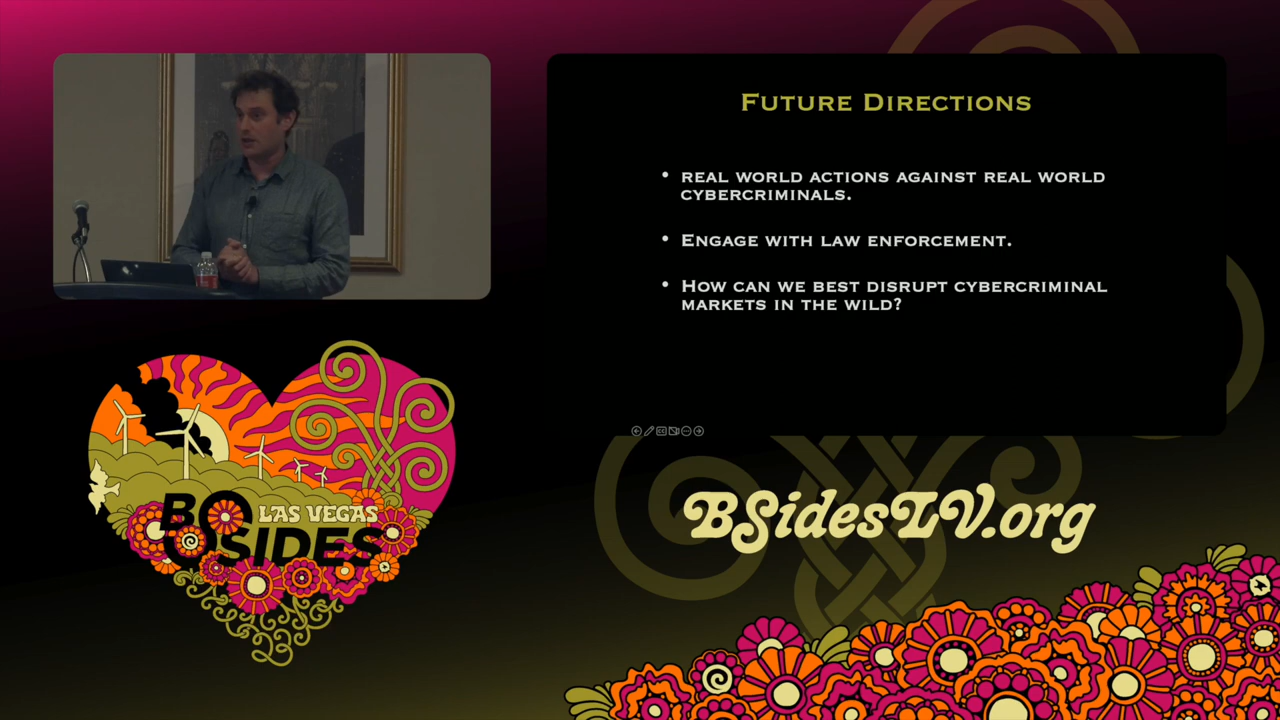 Future Directions
• real world actions against real world
cybercriminals.
• Engage with law enforcement.
• How can we best disrupt cybercriminal
markets in the wild?
BSidesLV.org
LAS VEGAS
BSIDES